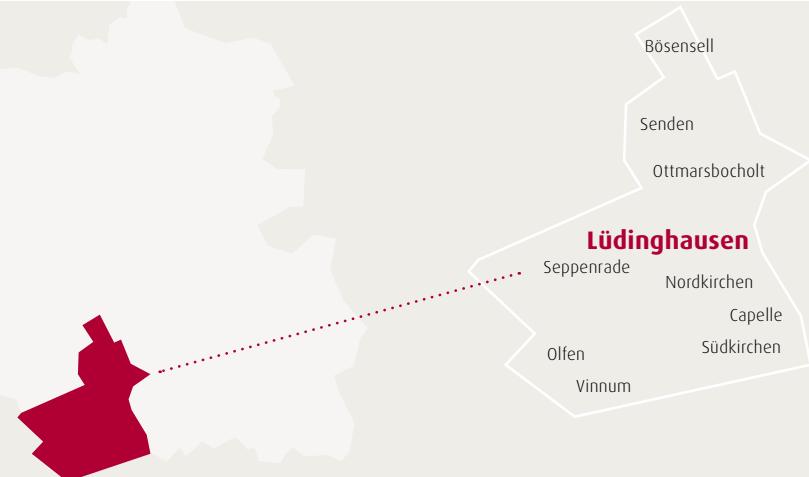 Bösensell
Senden
Ottmarsbocholt
Lüdinghausen
Seppenrade
Nordkirchen
Capelle
Südkirchen
Olfen
Vinnum